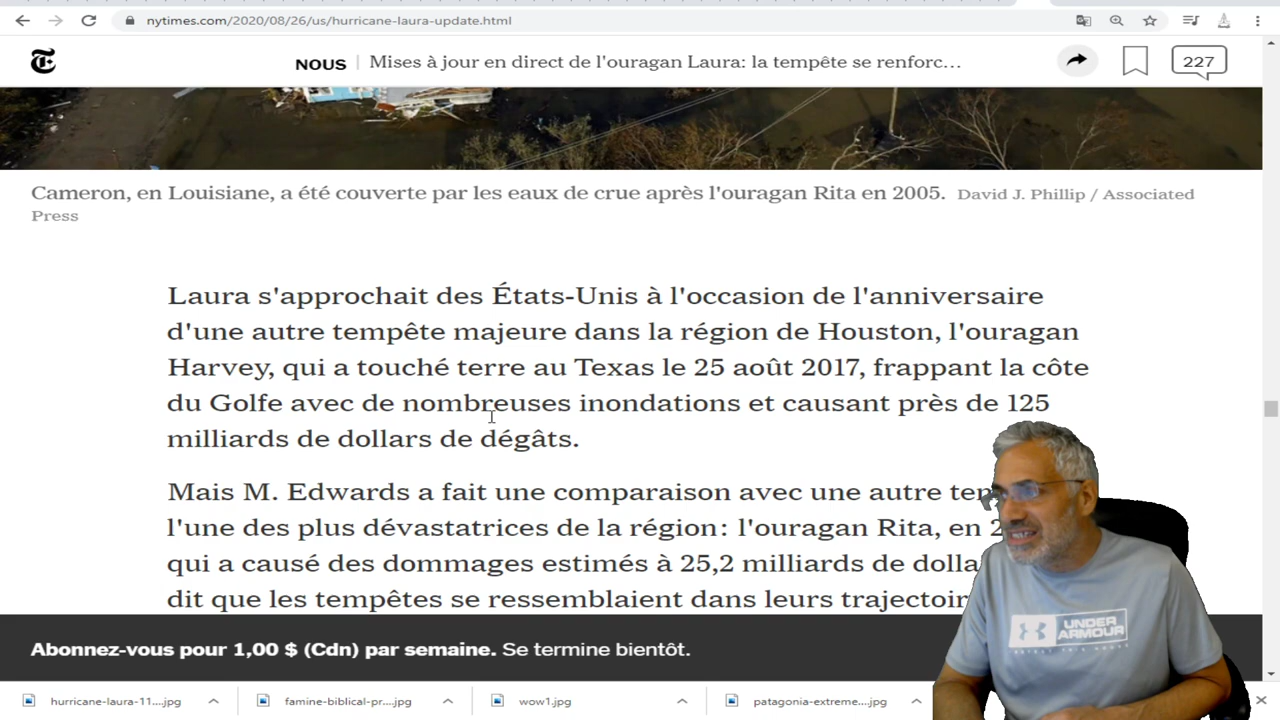 nytimes.com/2020/08/26/us/hurricane-laura-update.html
NOUS | Mises à jour en direct de l'ouragan Laura: la tempête se renforc…
227
Cameron, en Louisiane, a été couverte par les eaux de crue après l'ouragan Rita en 2005. David J. Phillip / Associated
Press
Laura s'approchait des États-Unis à l'occasion de l'anniversaire
d'une autre tempête majeure dans la région de Houston, l'ouragan
Harvey, qui a touché terre au Texas le 25 août 2017, frappant la côte
du Golfe avec de nombreuses inondations et causant près de 125
milliards de dollars de dégâts.
Mais M. Edwards a fait une comparaison avec une autre
l'une des plus dévastatrices de la région: l'ouragan Rita, en
qui a causé des dommages estimés à 25,2 milliards de
dit que les tempêtes se ressemblaient dans leurs
UNDER
ARMOUR
Abonnez-vous pour 1,00 $ (Cdn) par semaine. Se termine bientôt.
hurricane-laura-11....jpg
famine-biblical-pr....jpg
wow1.jpg
patagonia-extreme....jpg